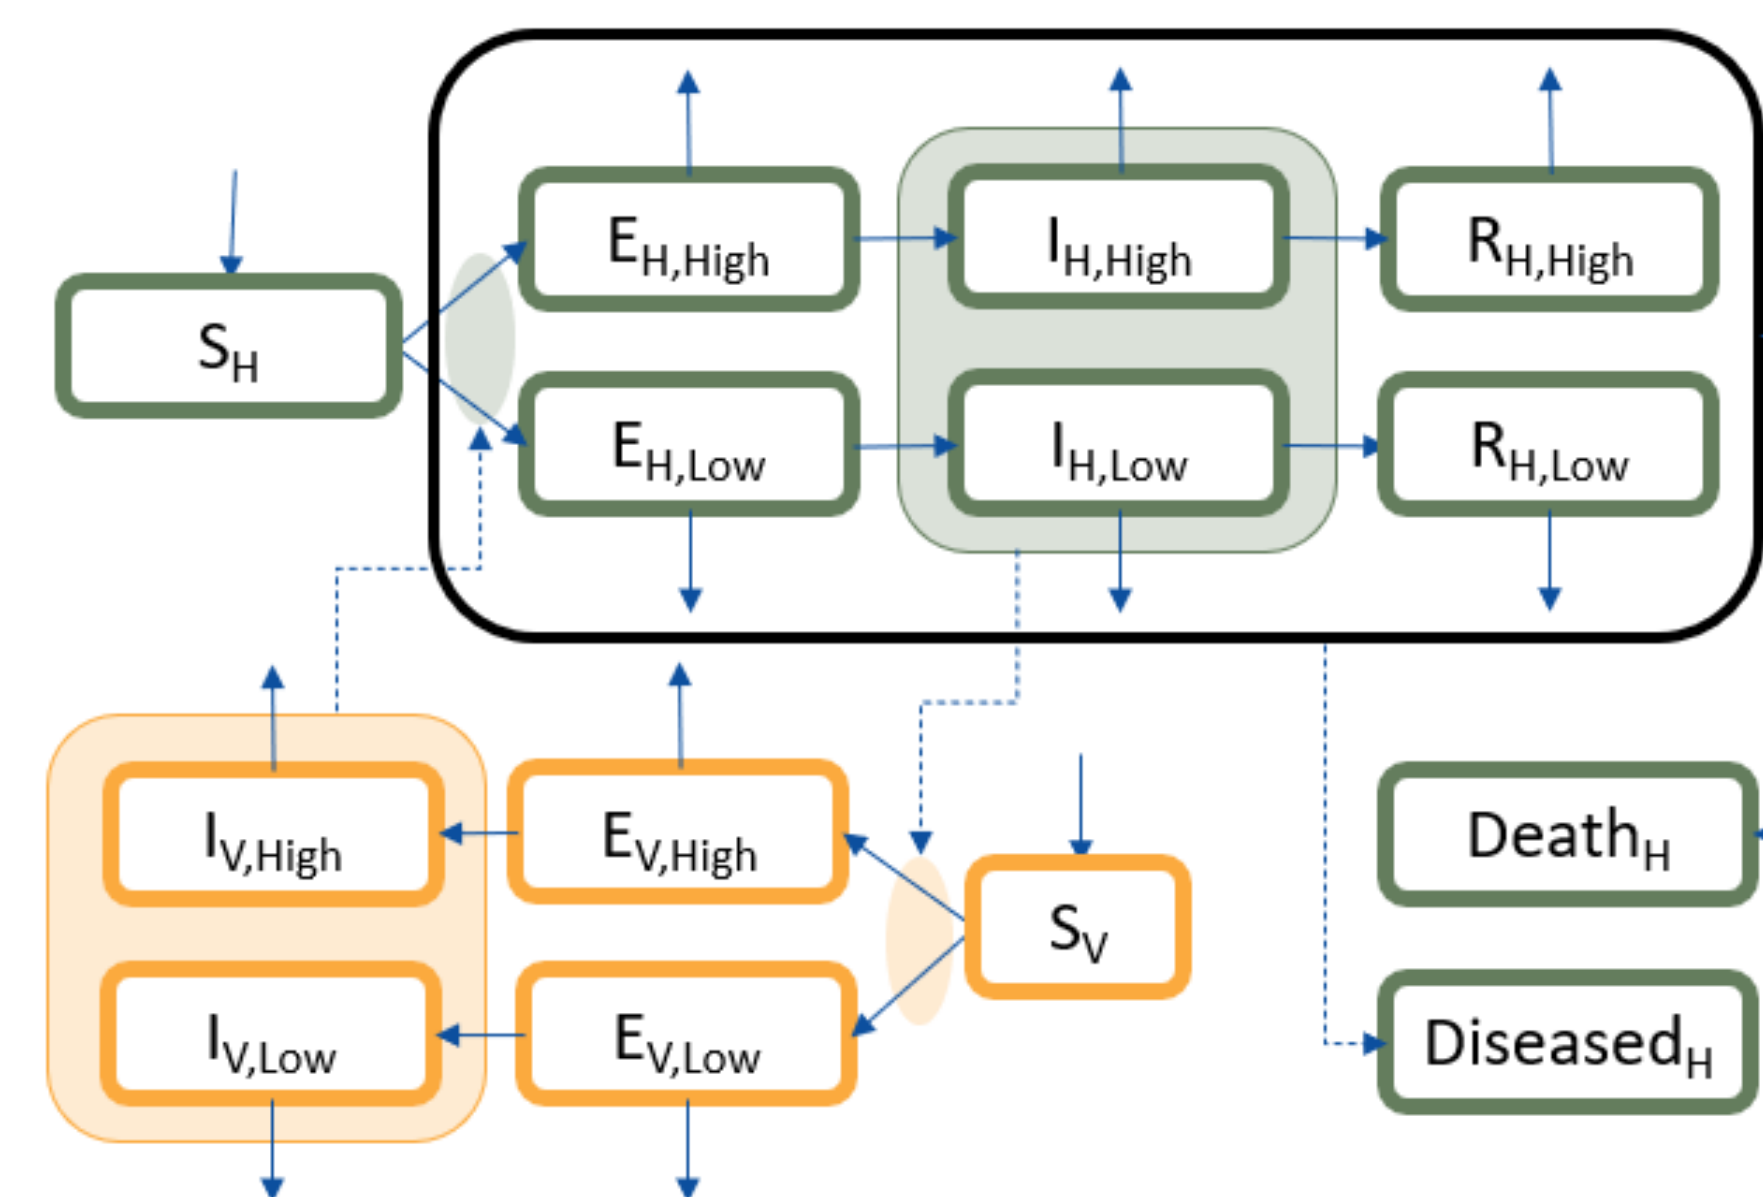 E_H,High
I_H,High
R_H,High
S_H
E_H,Low
I_H,Low
R_H,Low
I_V,High
E_V,High
Death_H
S_V
I_V,Low
E_V,Low
Diseased_H